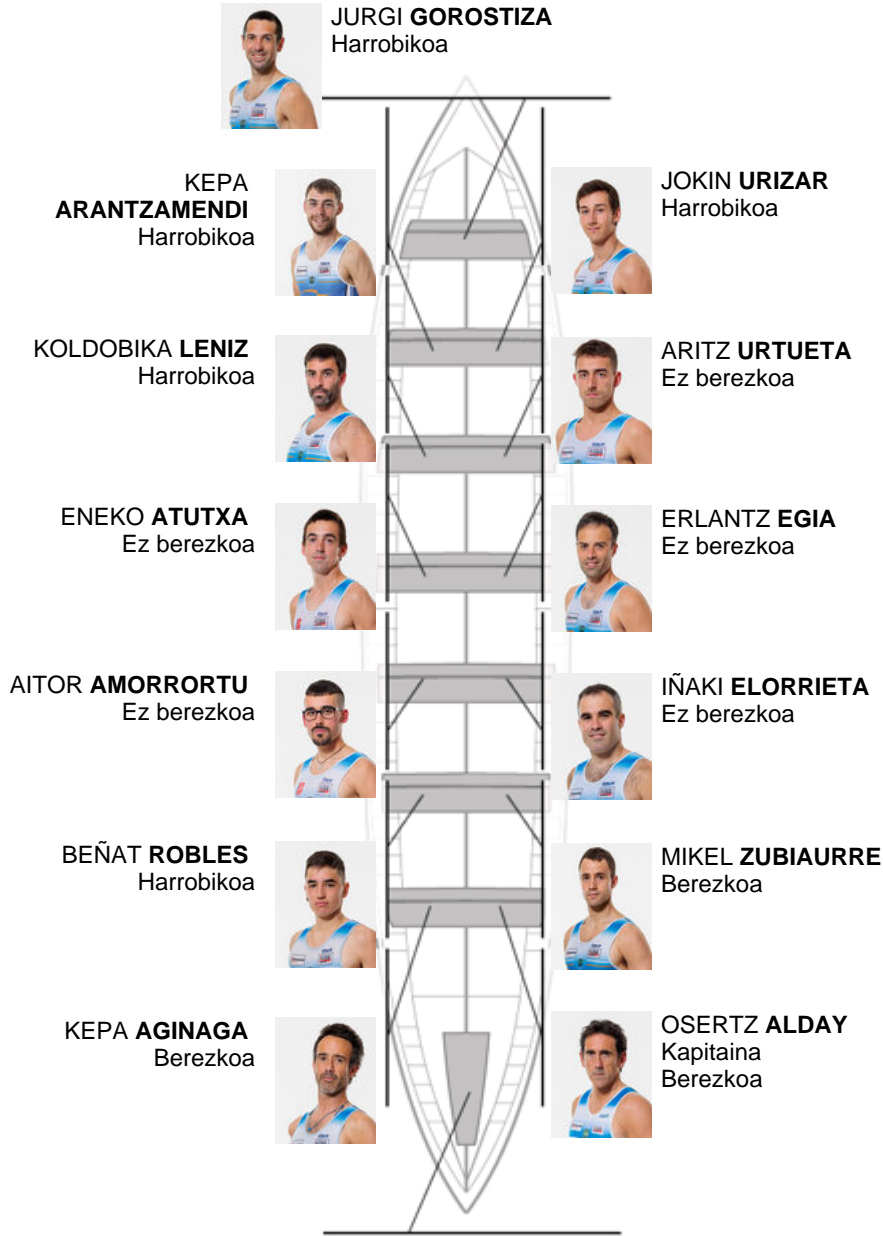 JURGI GOROSTIZA
Harrobikoa
KEPA
ARANTZAMENDI
Harrobikoa
JOKIN URIZAR
Harrobikoa
KOLDOBIKA LENIZ
Harrobikoa
ARITZ URTUETA
Ez berezkoa
ENEKO ATUTXA
Ez berezkoa
ERLANTZ EGIA
Ez berezkoa
AITOR AMORRORTU
Ez berezkoa
IÑAKI ELORRIETA
Ez berezkoa
BEÑAT ROBLES
Harrobikoa
MIKEL ZUBIAURRE
Berezkoa
KEPA AGINAGA
Berezkoa
OSERTZ ALDAY
Kapitaina
Berezkoa